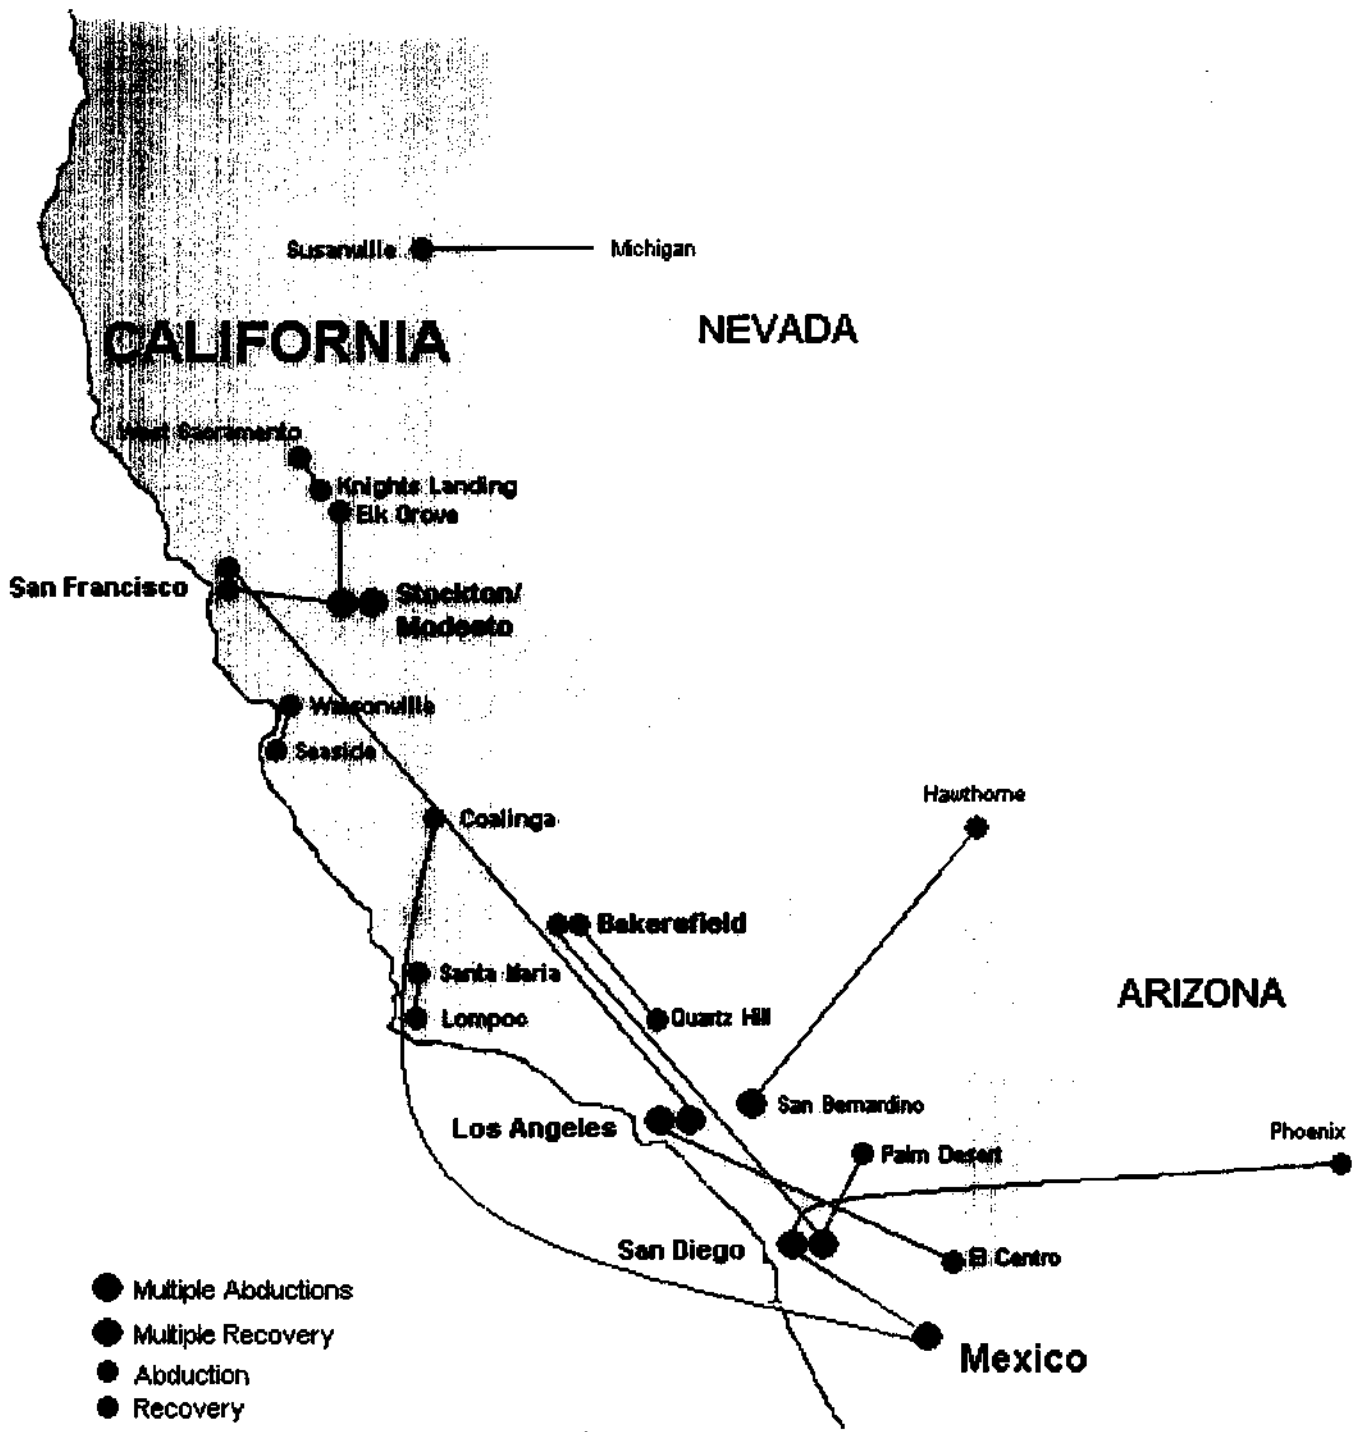 Susanville
Michigan
CALIFORNIA
NEVADA
West Sacramento
Knights Landing
Elk Grove
San Francisco
Stockton/
Modesto
Watsonville
Seaside
Coalinga
Hawthorne
Bakersfield
Santa Maria
ARIZONA
Lompoc
Quartz Hill
San Bernardino
Los Angeles
Phoenix
Palm Desert
San Diego
El Centro
Multiple Abductions
Multiple Recovery
Mexico
Abduction
Recovery